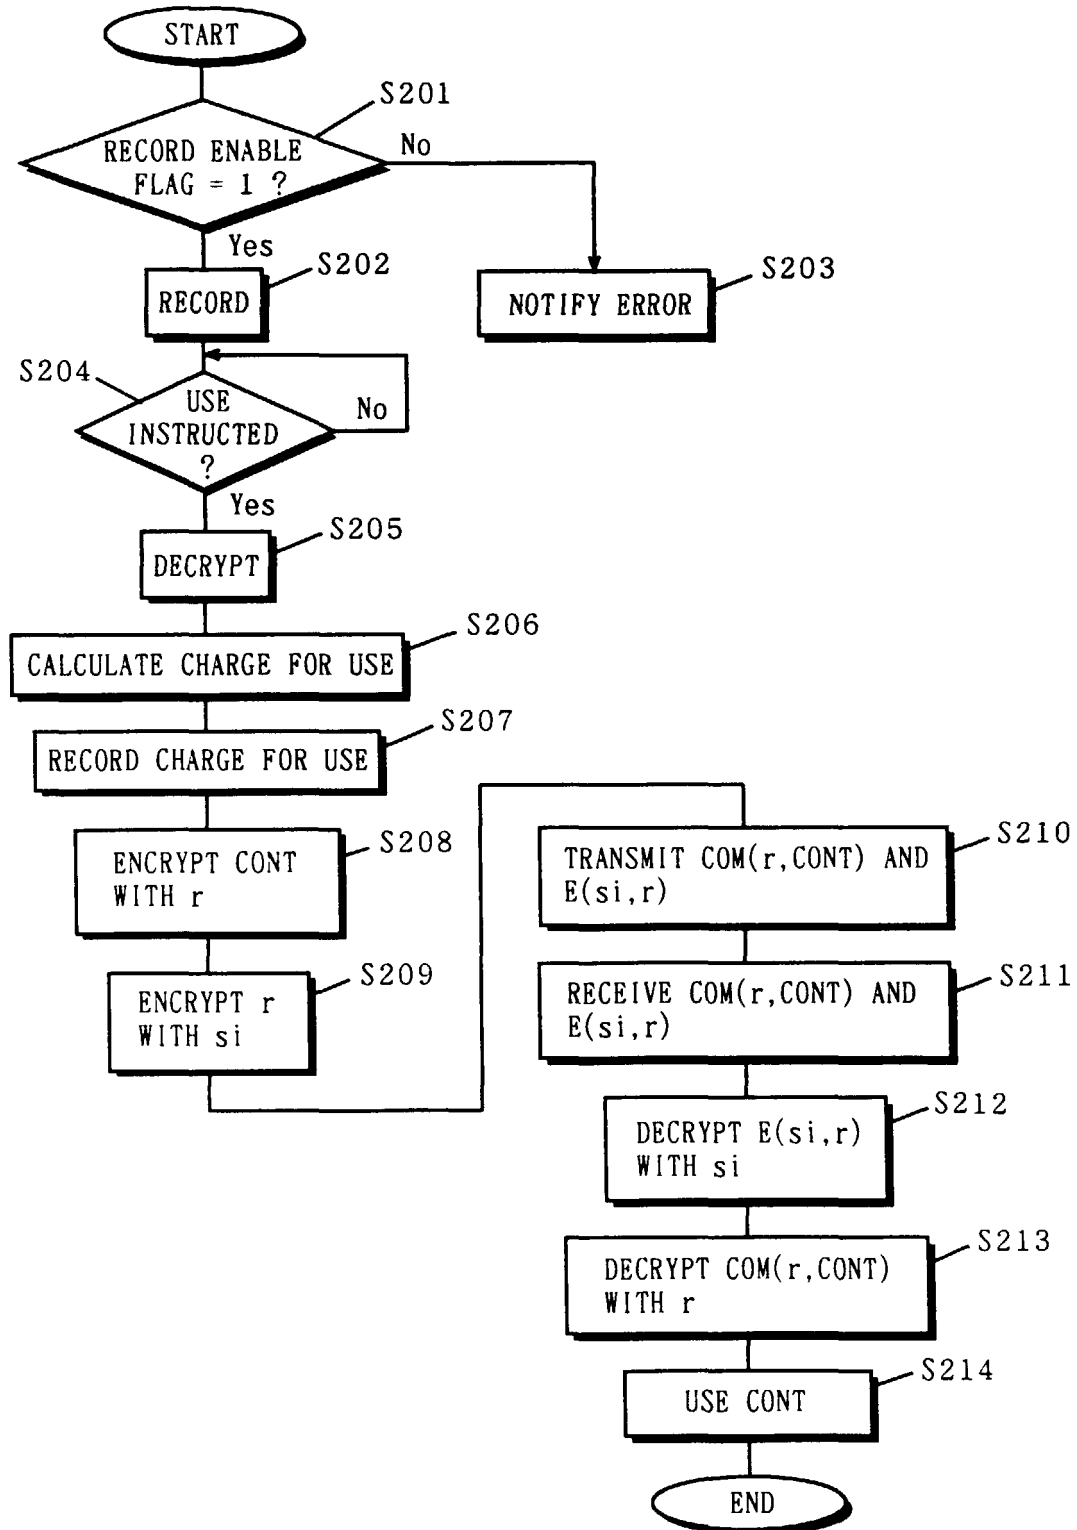 START
S201
RECORD ENABLE
FLAG = 1 ?
No
Yes
S202
RECORD
S203
NOTIFY ERROR
S204
USE
INSTRUCTED
?
No
Yes
S205
DECRYPT
S206
CALCULATE CHARGE FOR USE
S207
RECORD CHARGE FOR USE
S208
ENCRYPT CONT
WITH r
S209
ENCRYPT r
WITH si
S210
TRANSMIT COM(r,CONT) AND
E(si,r)
S211
RECEIVE COM(r,CONT) AND
E(si,r)
S212
DECRYPT E(si,r)
WITH si
S213
DECRYPT COM(r,CONT)
WITH r
S214
USE CONT
END